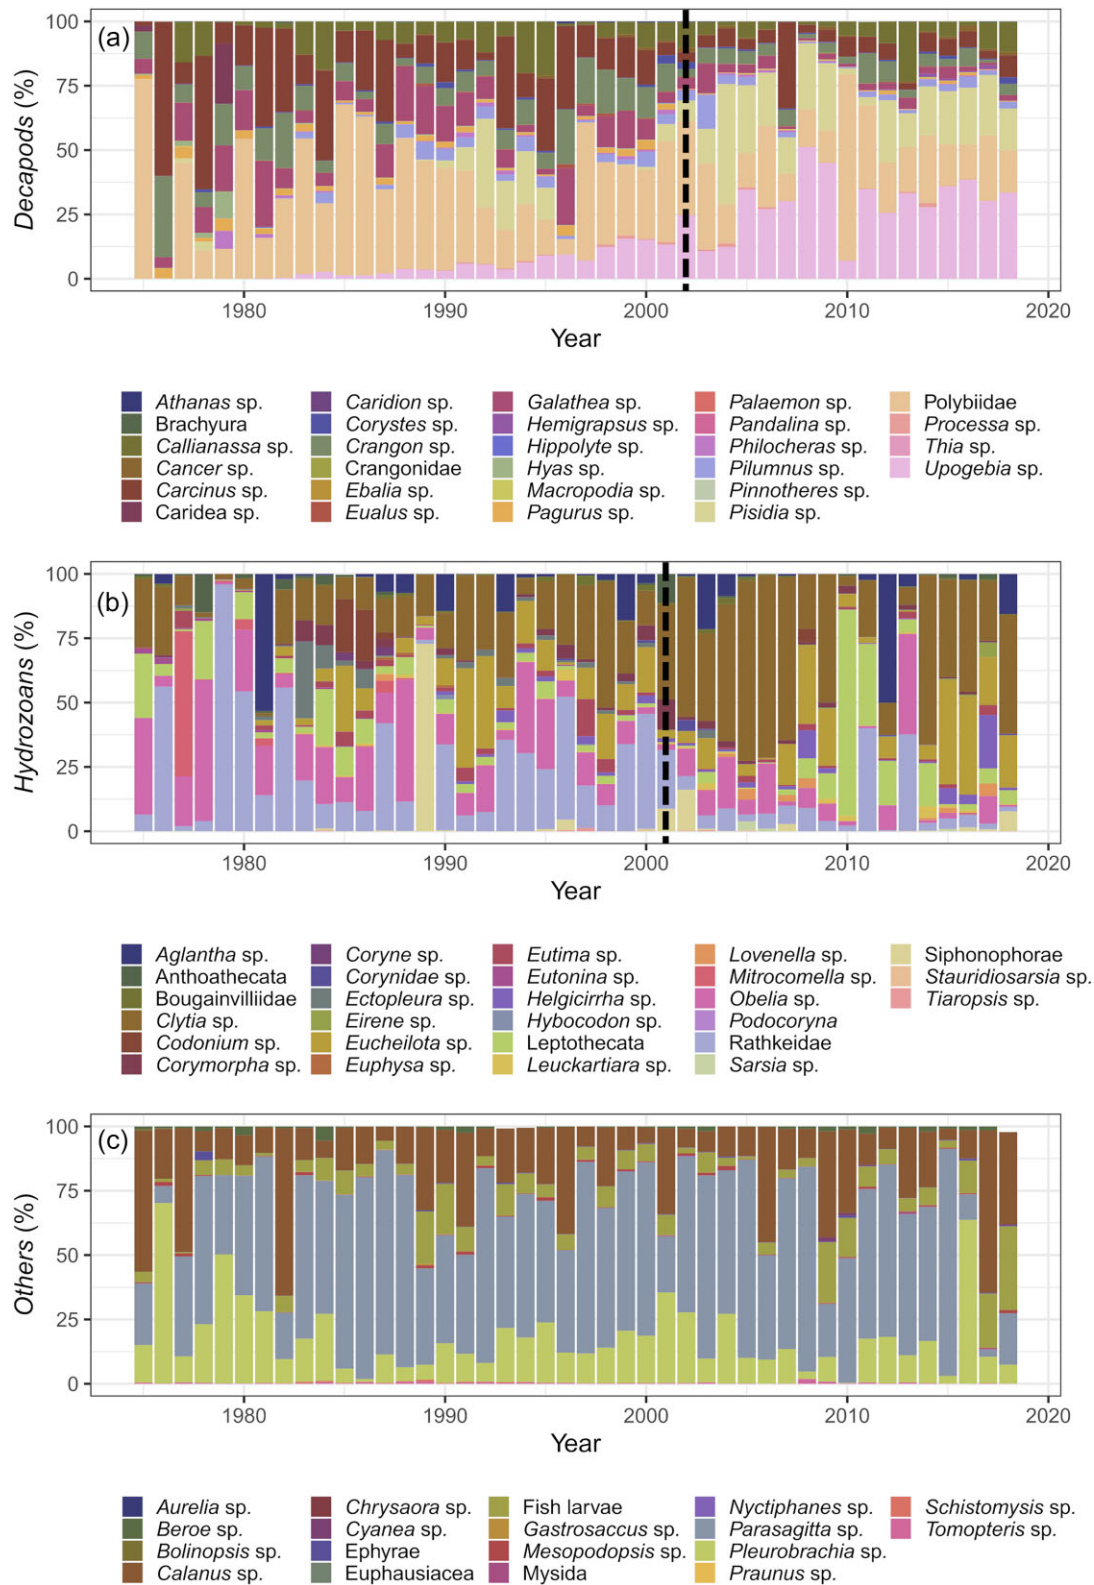 (a)
Decapods (%)
100
75
50
25
0
1980 1990 2000 2010 2020
Year
Athanas sp. Caridion sp. Galathea sp. Palaemon sp. Polybiidae
Brachyura Corystes sp. Hemigrapsus sp. Pandalina sp. Processa sp.
Callianassa sp. Crangon sp. Hippolyte sp. Philocheras sp. Thia sp.
Cancer sp. Crangonidae Hyas sp. Pilumnus sp. Upogebia sp.
Carcinus sp. Ebalia sp. Macropodia sp. Pinnotheres sp.
Caridea sp. Eualus sp. Pagurus sp. Pisidia sp.
(b)
Hydrozoans (%)
100
75
50
25
0
1980 1990 2000 2010 2020
Year
Aglantha sp. Coryne sp. Eutima sp. Lovenella sp. Siphonophorae
Anthoathecata Corynidae sp. Eutonina sp. Mitrocomella sp. Stauridiosarsia sp.
Bougainvilliidae Ectopleura sp. Helgicirrha sp. Obelia sp. Tiaropsis sp.
Clytia sp. Eirene sp. Hybocodon sp. Podocoryna
Codonium sp. Eucheilota sp. Leptothecata Rathkeidae
Corymorpha sp. Euphysa sp. Leuckartiara sp. Sarsia sp.
(c)
Others (%)
100
75
50
25
0
1980 1990 2000 2010 2020
Year
Aurelia sp. Chrysaora sp. Fish larvae Nyctiphanes sp. Schistomysis sp.
Beroe sp. Cyanea sp. Gastrosaccus sp. Parasagitta sp. Tomopteris sp.
Bolinopsis sp. Ephyrae Mesopodopsis sp. Pleurobrachia sp.
Calanus sp. Euphausiacea Mysida Praunus sp.